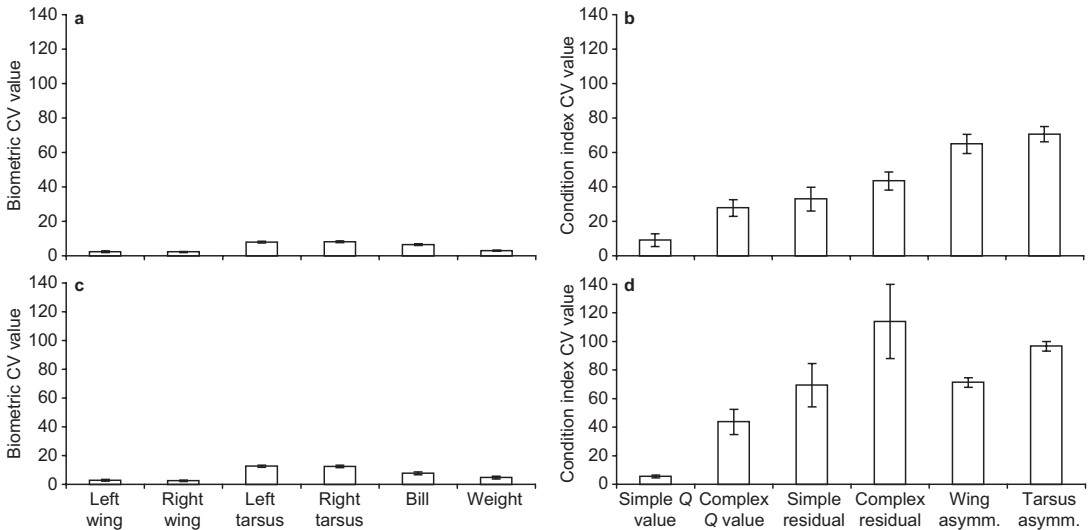 a
Biometric CV value
140
120
100
80
60
40
20
0
b
Condition index CV value
140
120
100
80
60
40
20
0
c
Biometric CV value
140
120
100
80
60
40
20
0
Left
wing
Right
wing
Left
tarsus
Right
tarsus
Bill
Weight
d
Condition index CV value
140
120
100
80
60
40
20
0
Simple Q
value
Complex
Q value
Simple
residual
Complex
residual
Wing
asymm.
Tarsus
asymm.